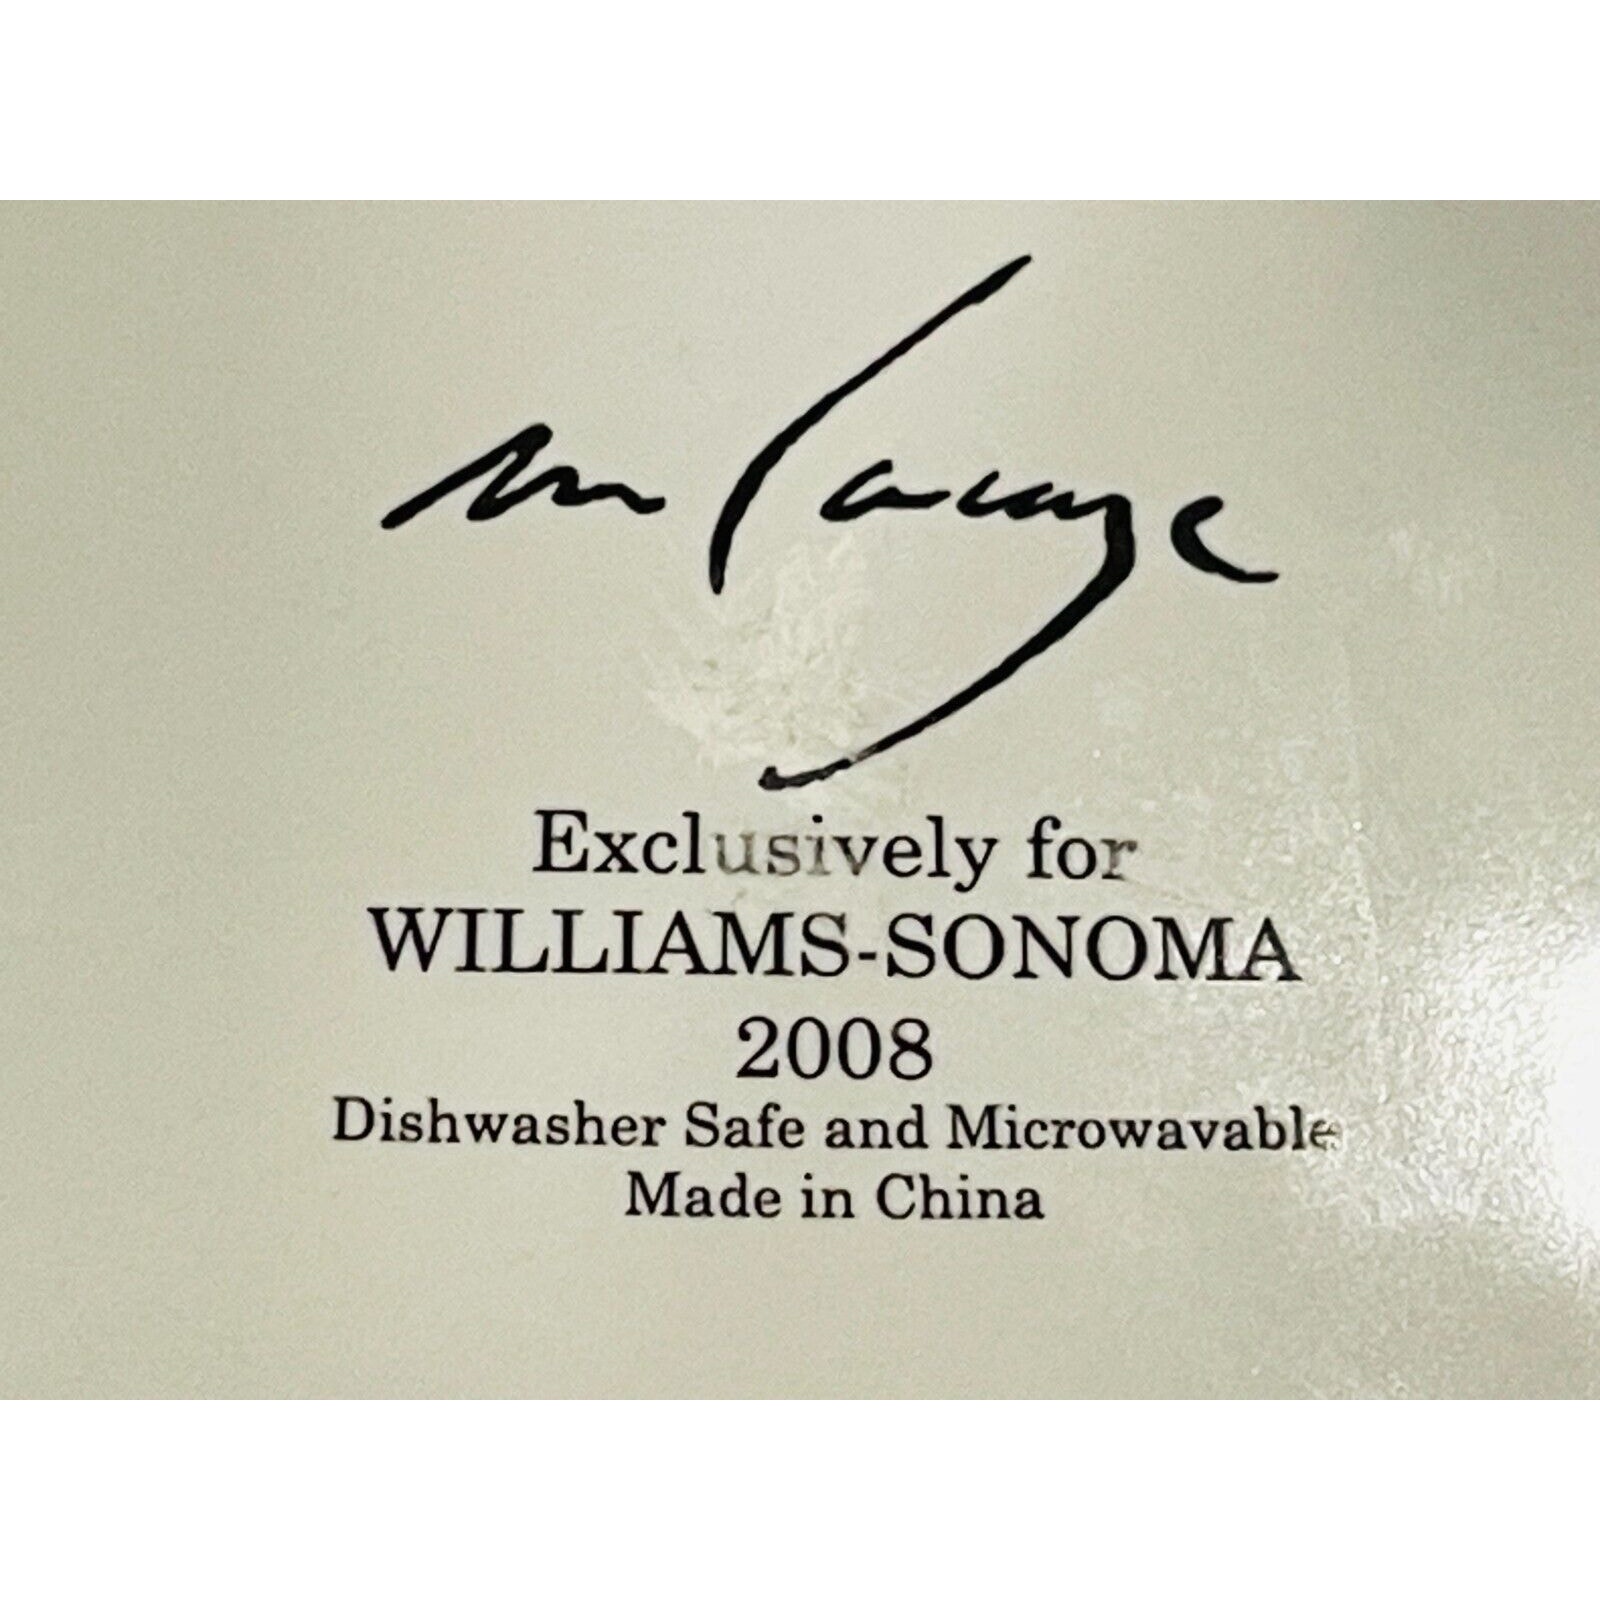 Exclusively for
WILLIAMS-SONOMA
2008
Dishwasher Safe and Microwavable
Made in China